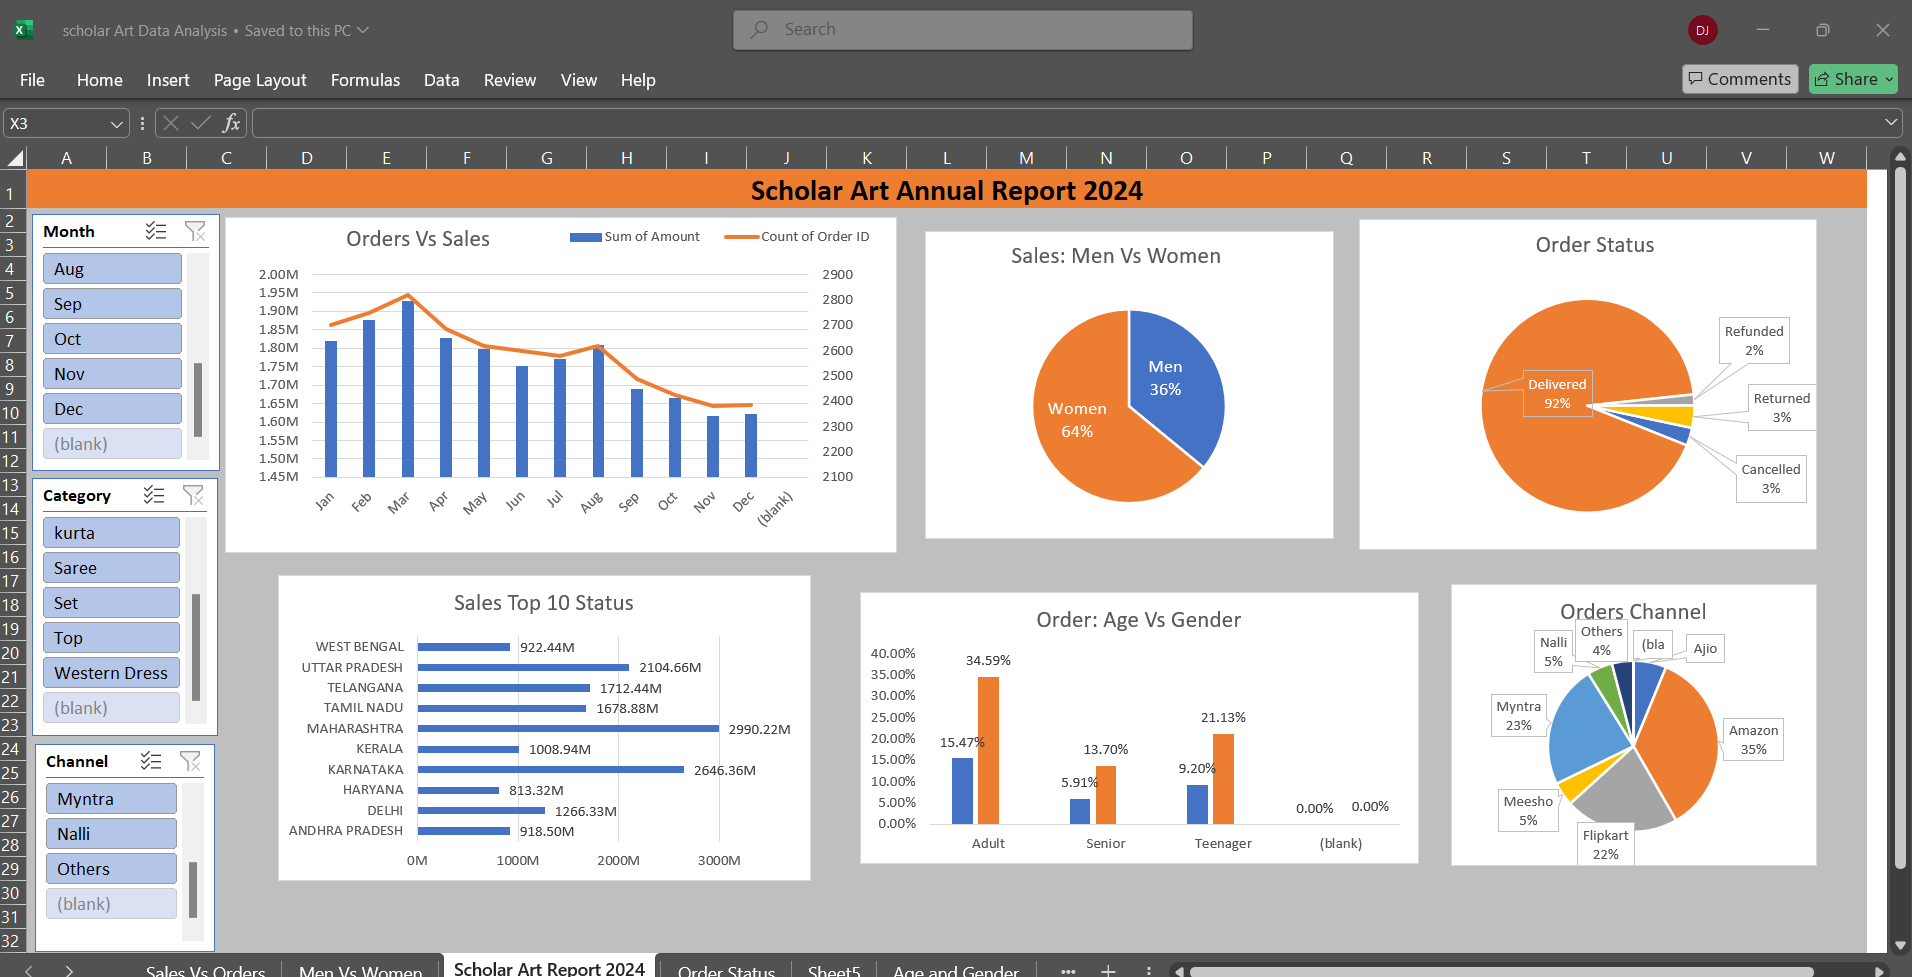 scholar Art Data Analysis • Saved to this PC
Search
DJ
File Home Insert Page Layout Formulas Data Review View Help
Comments Share
X3
fx
A B C D E F G H I J K L M N O P Q R S T U V W
1
2
3
4
5
6
7
8
9
10
11
12
13
14
15
16
17
18
19
20
21
22
23
24
25
26
27
28
29
30
31
32
Scholar Art Annual Report 2024
Month
Aug
Sep
Oct
Nov
Dec
(blank)
Category
kurta
Saree
Set
Top
Western Dress
(blank)
Channel
Myntra
Nalli
Others
(blank)
Orders Vs Sales
Sum of Amount Count of Order ID
2.00M
1.95M
1.90M
1.85M
1.80M
1.75M
1.70M
1.65M
1.60M
1.55M
1.50M
1.45M
2900
2800
2700
2600
2500
2400
2300
2200
2100
Jan Feb Mar Apr May Jun Jul Aug Sep Oct Nov Dec (blank)
Sales: Men Vs Women
Men
36%
Women
64%
Order Status
Refunded
2%
Delivered
92%
Returned
3%
Cancelled
3%
Sales Top 10 Status
WEST BENGAL 922.44M
UTTAR PRADESH 2104.66M
TELANGANA 1712.44M
TAMIL NADU 1678.88M
MAHARASHTRA 2990.22M
KERALA 1008.94M
KARNATAKA 2646.36M
HARYANA 813.32M
DELHI 1266.33M
ANDHRA PRADESH 918.50M
0M 1000M 2000M 3000M
Order: Age Vs Gender
40.00%
35.00%
30.00%
25.00%
20.00%
15.00%
10.00%
5.00%
0.00%
15.47% 34.59%
5.91% 13.70%
9.20% 21.13%
0.00% 0.00%
Adult Senior Teenager (blank)
Orders Channel
Others
4%
(bla
Ajio
Nalli
5%
Myntra
23%
Amazon
35%
Meesho
5%
Flipkart
22%
Sales Vs Orders Men Vs Women Scholar Art Report 2024 Order Status Sheet5 Age and Gender